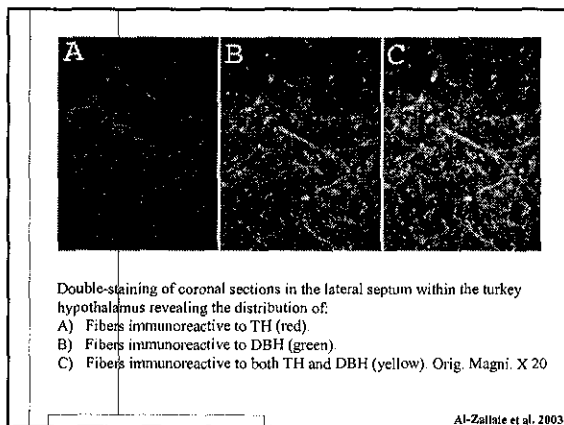 A B C
Double-staining of coronal sections in the lateral septum within the turkey
hypothalamus revealing the distribution of:
A) Fibers immunoreactive to TH (red).
B) Fibers immunoreactive to DBH (green).
C) Fibers immunoreactive to both TH and DBH (yellow). Orig. Magni. X 20
Al-Zailaie et al. 2003